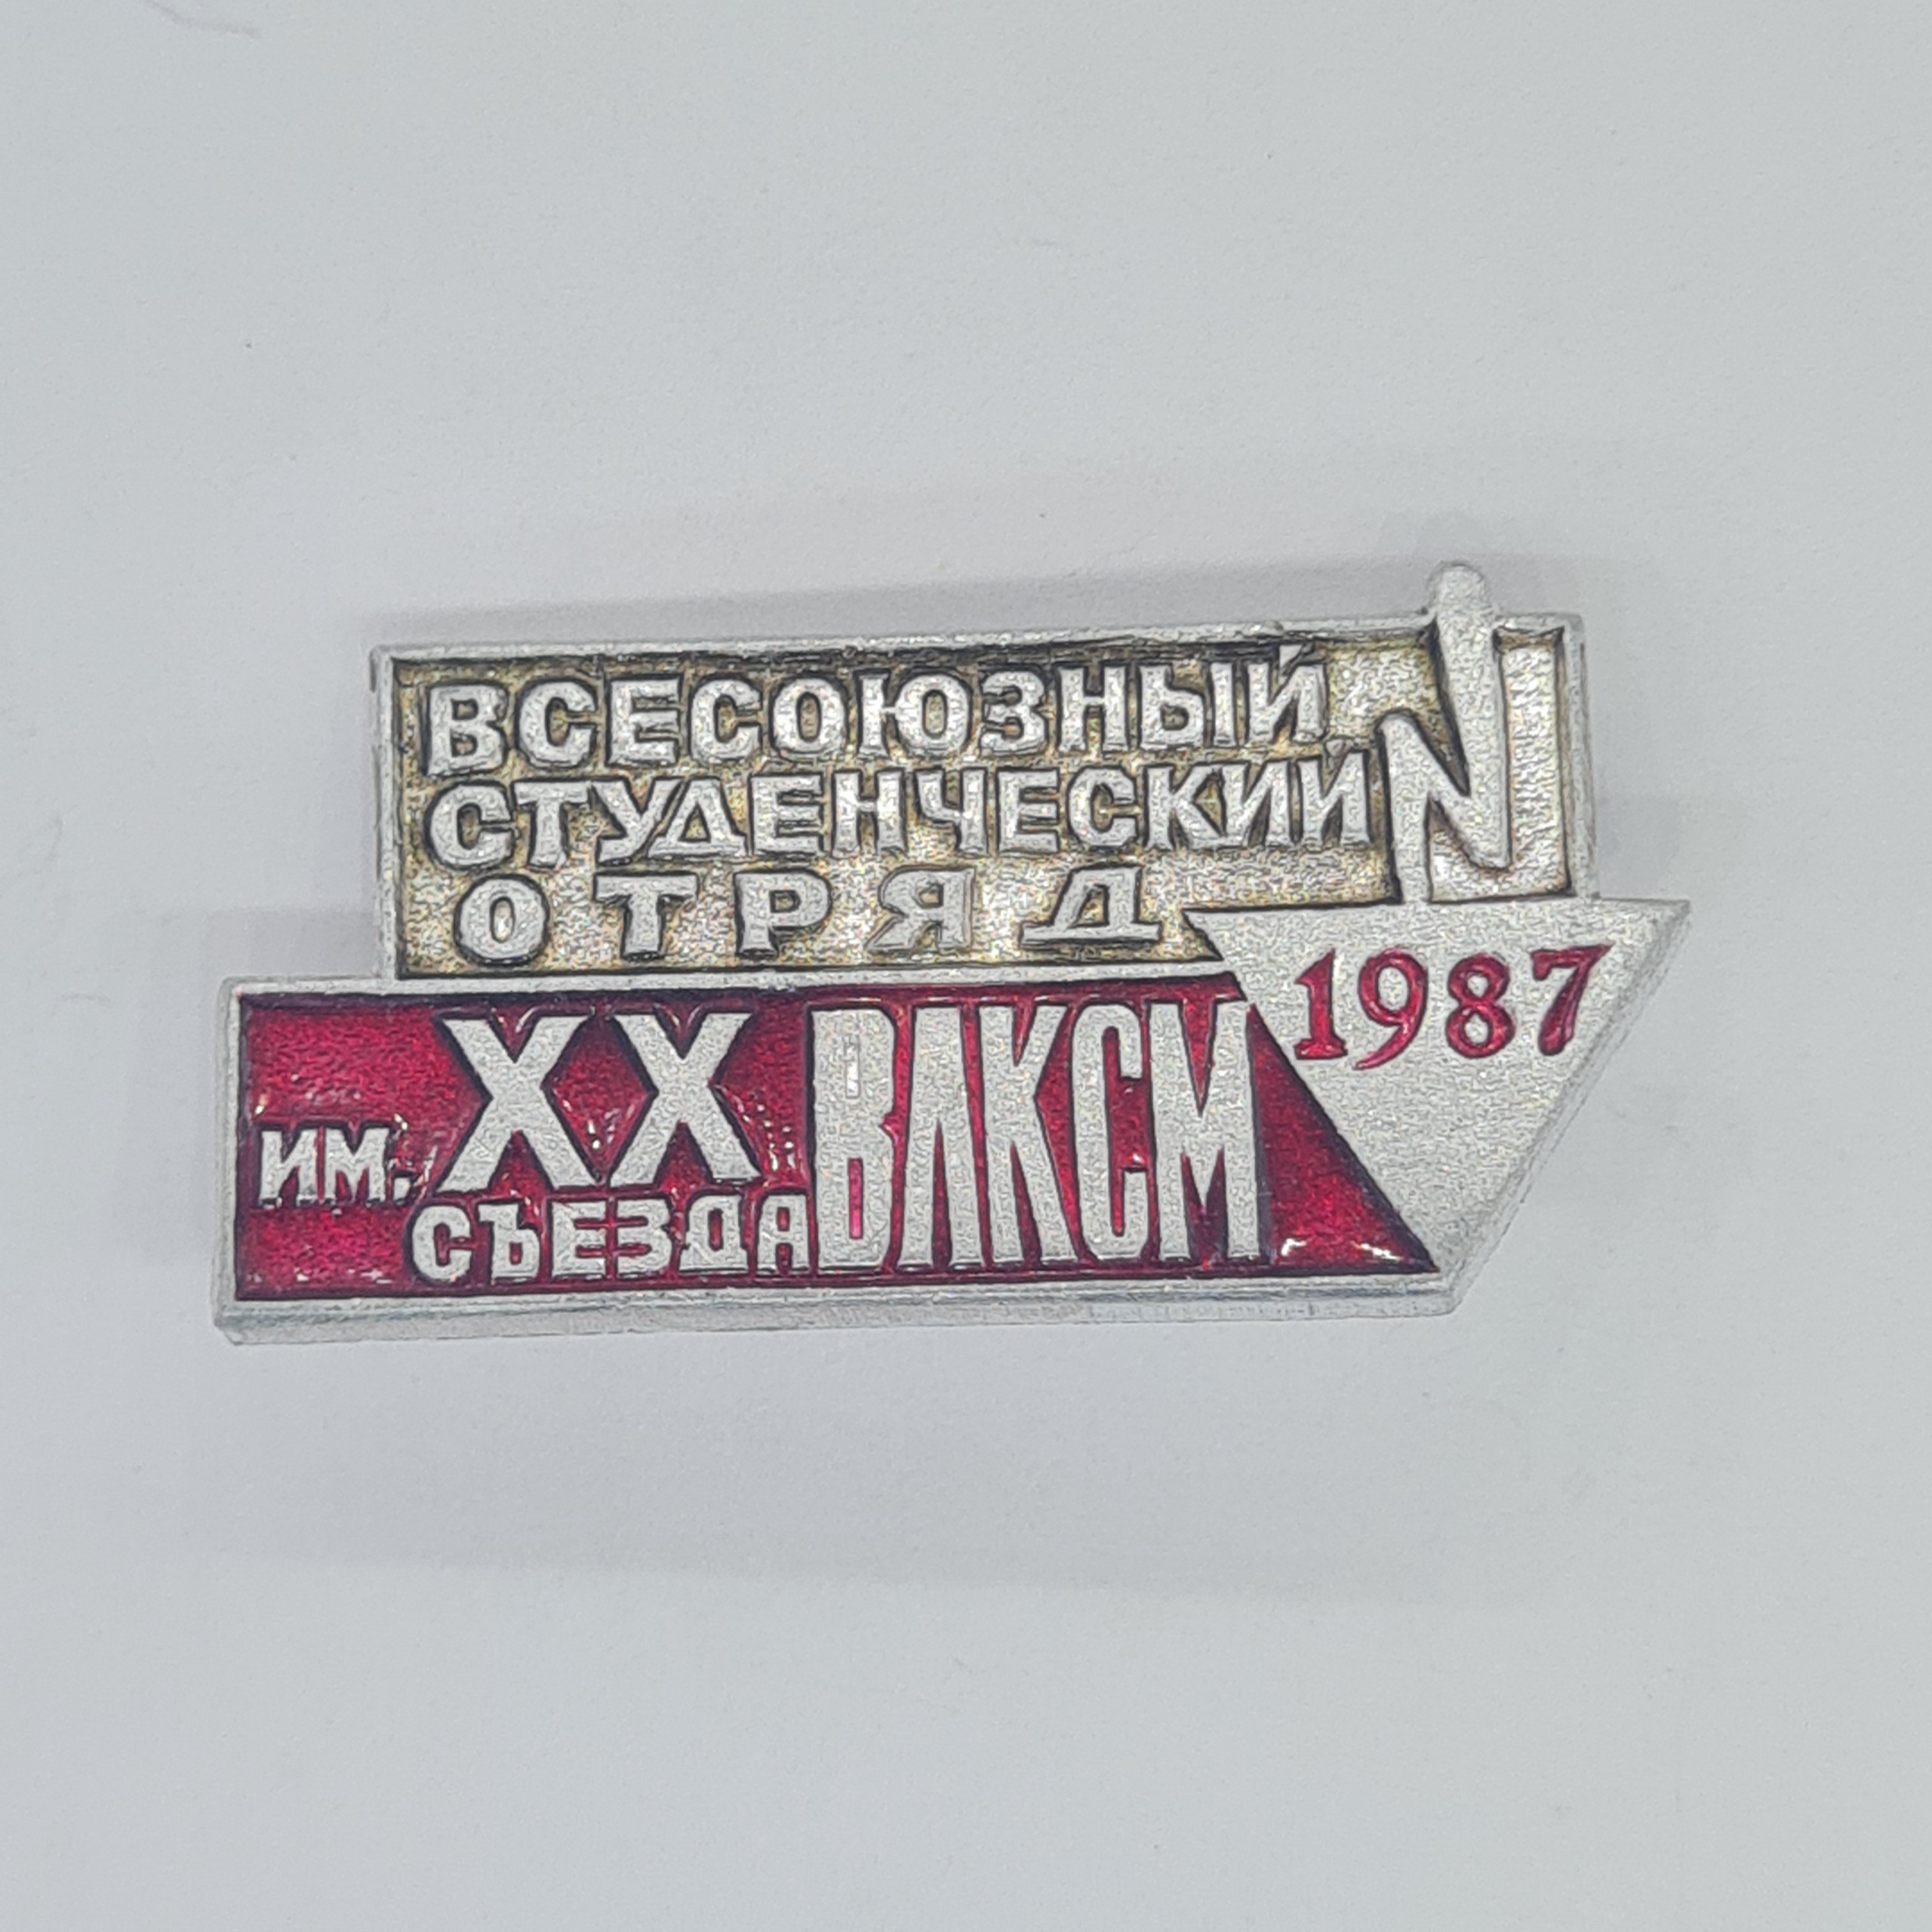 ВСЕСОЮЗНЫЙ
СТУДЕНЧЕСКИЙ
ОТРЯД
1987
ИМ. XX СЪЕЗДА ВЛКСМ